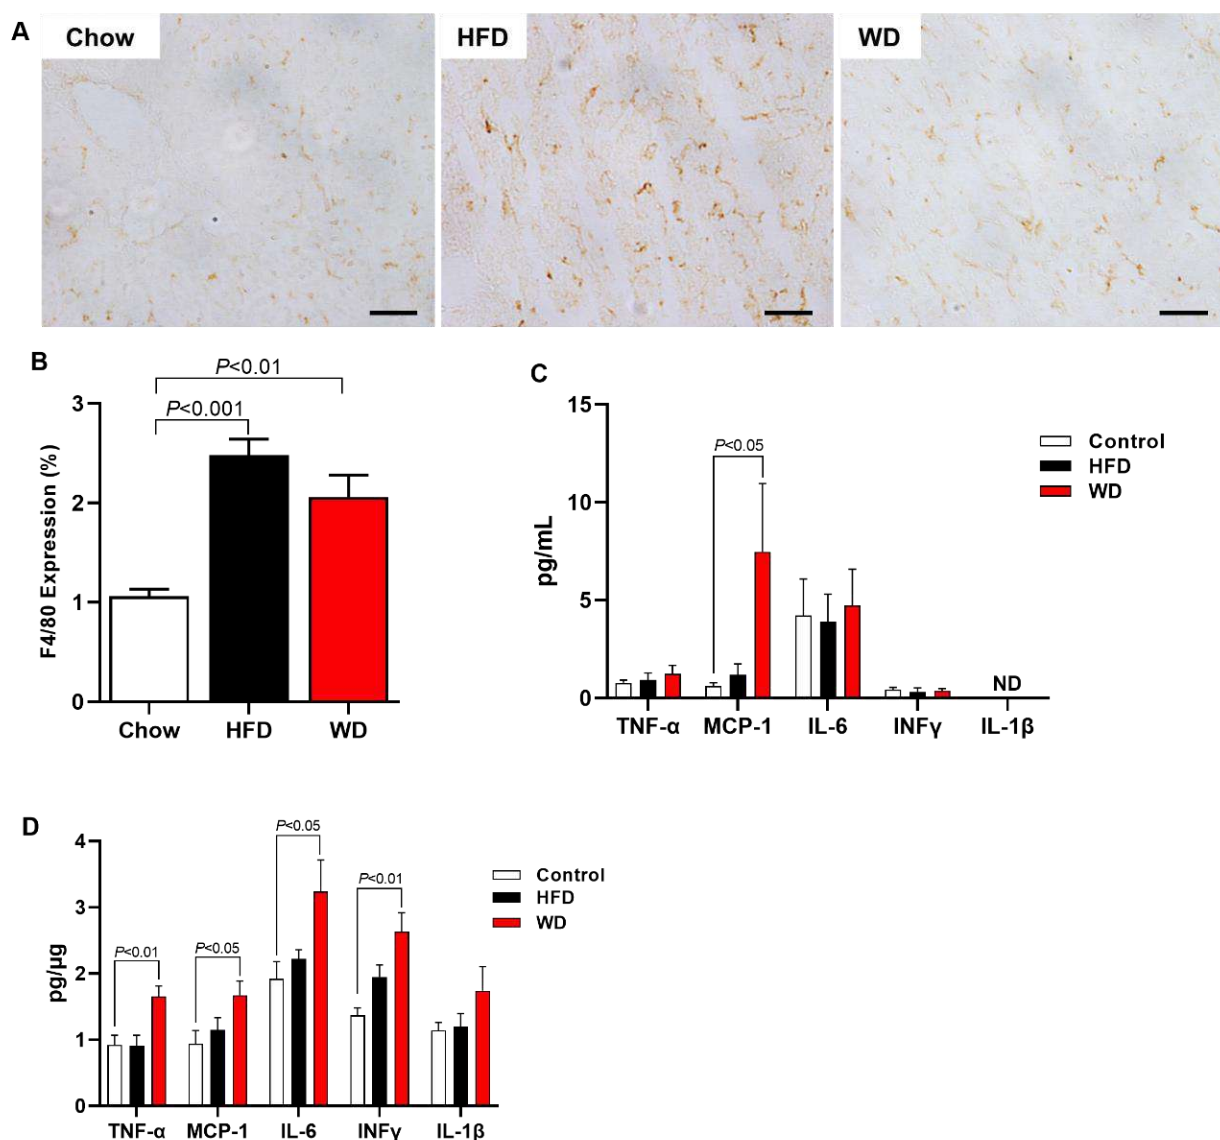 A
Chow
HFD
WD
B
P<0.01
P<0.001
3
2
1
0
F4/80 Expression (%)
Chow
HFD
WD
C
15
10
5
0
pg/mL
P<0.05
ND
TNF-α
MCP-1
IL-6
INFγ
IL-1β
Control
HFD
WD
D
4
3
2
1
0
pg/µg
P<0.01
P<0.05
P<0.05
P<0.01
TNF-α
MCP-1
IL-6
INFγ
IL-1β
Control
HFD
WD